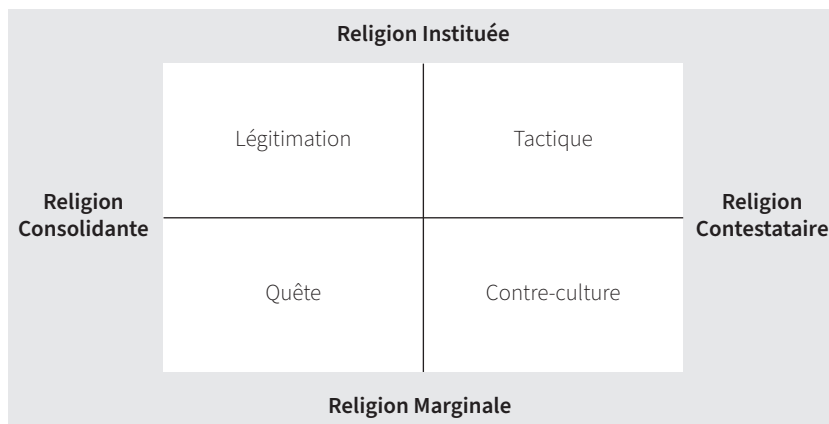 Religion Instituée
Légitimation
Tactique
Religion
Consolidante
Religion
Contestataire
Quête
Contre-culture
Religion Marginale